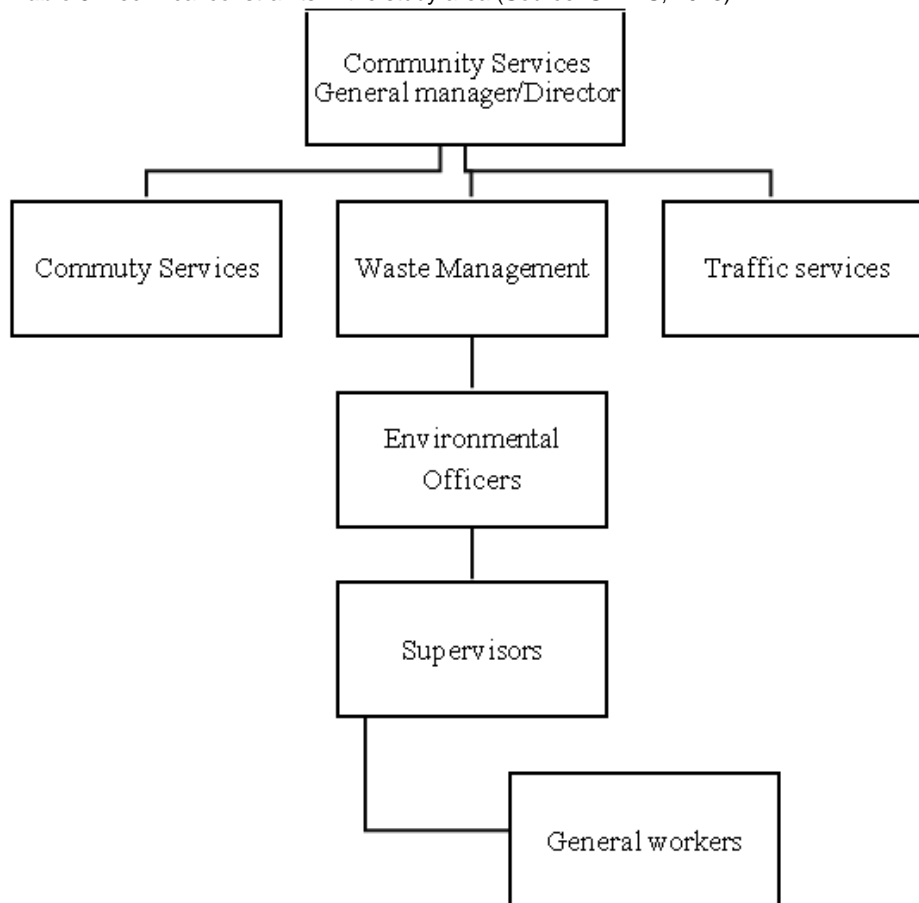 Community Services
General manager/Director
Commuty Services
Waste Management
Traffic services
Environmental
Officers
Supervisors
General workers